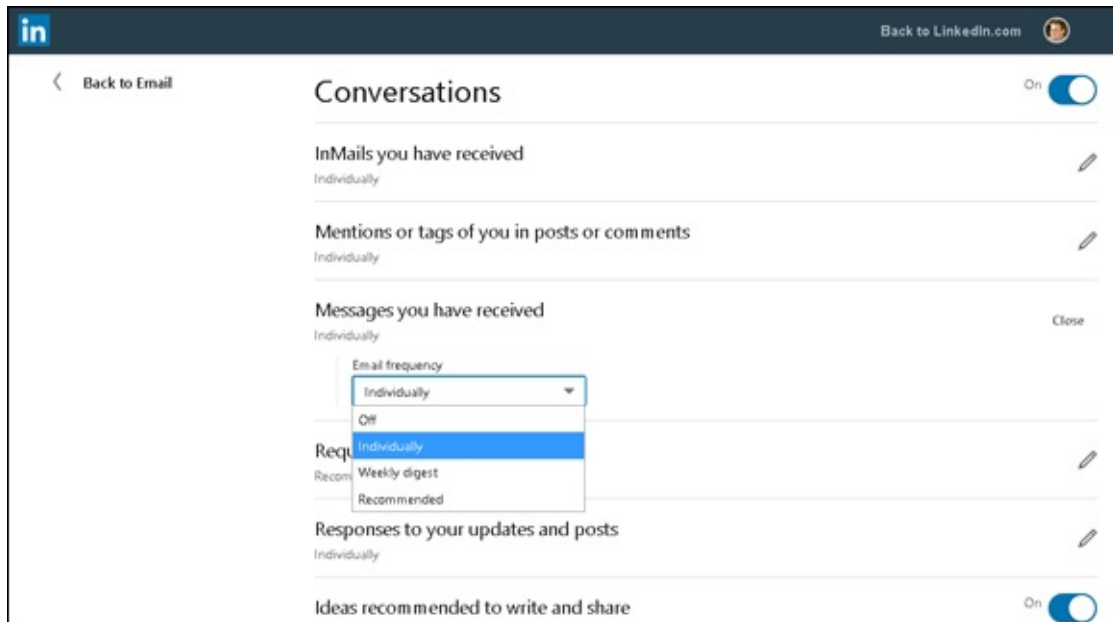 in
Back to LinkedIn.com
Back to Email
Conversations
On
InMails you have received
Individually
Mentions or tags of you in posts or comments
Individually
Messages you have received
Individually
Close
Email frequency
Individually
Off
Individually
Weekly digest
Recommended
Requ
Recom
Responses to your updates and posts
Individually
Ideas recommended to write and share
On